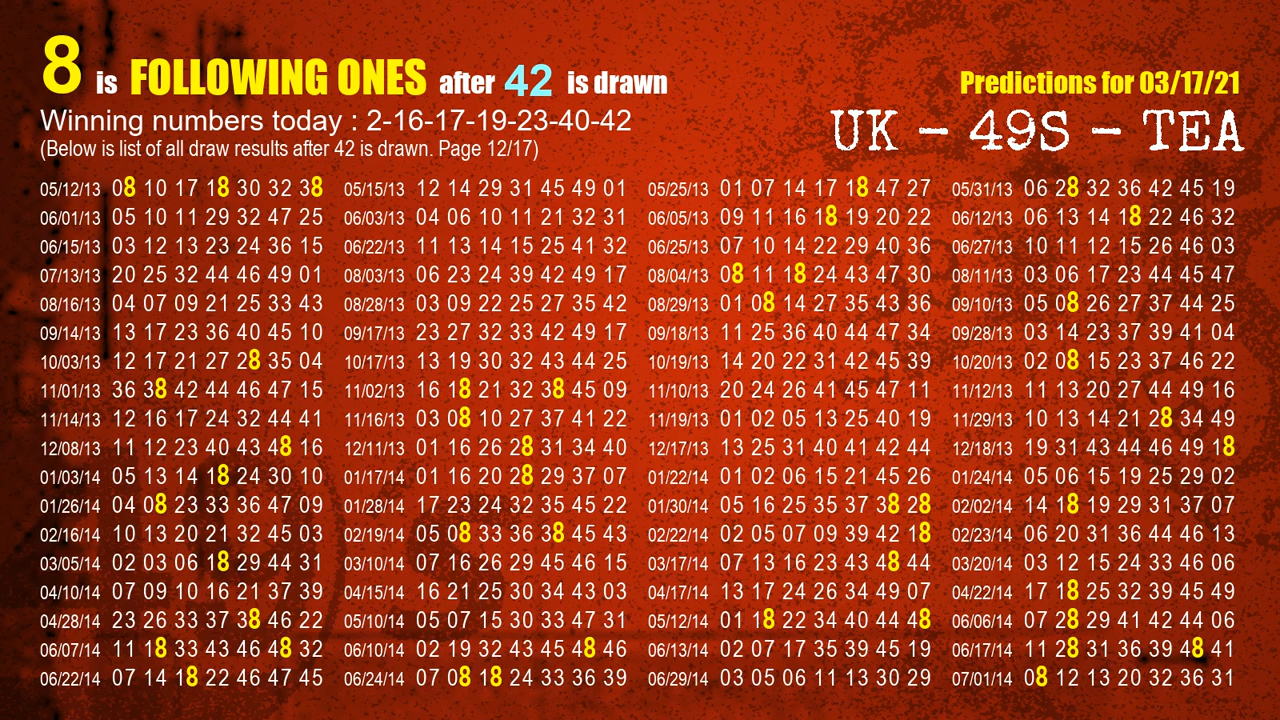 8 is FOLLOWING ONES after 42 is drawn
Predictions for 03/17/21
Winning numbers today : 2-16-17-19-23-40-42
UK - 49S - TEA
(Below is list of all draw results after 42 is drawn. Page 12/17)
05/12/13 08 10 17 18 30 32 38 05/15/13 12 14 29 31 45 49 01 05/25/13 01 07 14 17 18 47 27 05/31/13 06 28 32 36 42 45 19
06/01/13 05 10 11 29 32 47 25 06/03/13 04 06 10 11 21 32 31 06/05/13 09 11 16 18 19 20 22 06/12/13 06 13 14 18 22 46 32
06/15/13 03 12 13 23 24 36 15 06/22/13 11 13 14 15 25 41 32 06/25/13 07 10 14 22 29 40 36 06/27/13 10 11 12 15 26 46 03
07/13/13 20 25 32 44 46 49 01 08/03/13 06 23 24 39 42 49 17 08/04/13 08 11 18 24 43 47 30 08/11/13 03 06 17 23 44 45 47
08/16/13 04 07 09 21 25 33 43 08/28/13 03 09 22 25 27 35 42 08/29/13 01 08 14 27 35 43 36 09/10/13 05 08 26 27 37 44 25
09/14/13 13 17 23 36 40 45 10 09/17/13 23 27 32 33 42 49 17 09/18/13 11 25 36 40 44 47 34 09/28/13 03 14 23 37 39 41 04
10/03/13 12 17 21 27 28 35 04 10/17/13 13 19 30 32 43 44 25 10/19/13 14 20 22 31 42 45 39 10/20/13 02 08 15 23 37 46 22
11/01/13 36 38 42 44 46 47 15 11/02/13 16 18 21 32 38 45 09 11/10/13 20 24 26 41 45 47 11 11/12/13 11 13 20 27 44 49 16
11/14/13 12 16 17 24 32 44 41 11/16/13 03 08 10 27 37 41 22 11/19/13 01 02 05 13 25 40 19 11/29/13 10 13 14 21 28 34 49
12/08/13 11 12 23 40 43 48 16 12/11/13 01 16 26 28 31 34 40 12/17/13 13 25 31 40 41 42 44 12/18/13 19 31 43 44 46 49 18
01/03/14 05 13 14 18 24 30 10 01/17/14 01 16 20 28 29 37 07 01/22/14 01 02 06 15 21 45 26 01/24/14 05 06 15 19 25 29 02
01/26/14 04 08 23 33 36 47 09 01/28/14 17 23 24 32 35 45 22 01/30/14 05 16 25 35 37 38 28 02/02/14 14 18 19 29 31 37 07
02/16/14 10 13 20 21 32 45 03 02/19/14 05 08 33 36 38 45 43 02/22/14 02 05 07 09 39 42 18 02/23/14 06 20 31 36 44 46 13
03/05/14 02 03 06 18 29 44 31 03/10/14 07 16 26 29 45 46 15 03/17/14 07 13 16 23 43 48 44 03/20/14 03 12 15 24 33 46 06
04/10/14 07 09 10 16 21 37 39 04/15/14 16 21 25 30 34 43 03 04/17/14 13 17 24 26 34 49 07 04/22/14 17 18 25 32 39 45 49
04/28/14 23 26 33 37 38 46 22 05/10/14 05 07 15 30 33 47 31 05/12/14 01 18 22 34 40 44 48 06/06/14 07 28 29 41 42 44 06
06/07/14 11 18 33 43 46 48 32 06/10/14 02 19 32 43 45 48 46 06/13/14 02 07 17 35 39 45 19 06/17/14 11 28 31 36 39 48 41
06/22/14 07 14 18 22 46 47 45 06/24/14 07 08 18 24 33 36 39 06/29/14 03 05 06 11 13 30 29 07/01/14 08 12 13 20 32 36 31